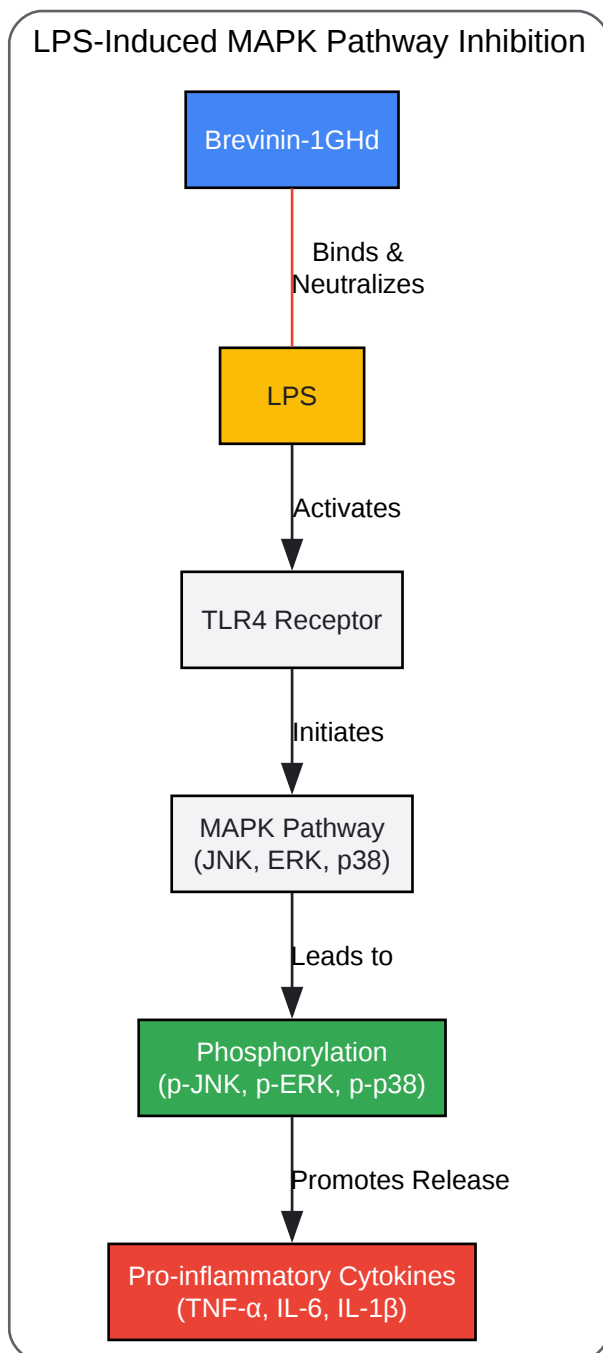 LPS-Induced MAPK Pathway Inhibition
Brevinin-1GHd
Binds &
Neutralizes
LPS
Activates
TLR4 Receptor
Initiates
MAPK Pathway
(JNK, ERK, p38)
Leads to
Phosphorylation
(p-JNK, p-ERK, p-p38)
Promotes Release
Pro-inflammatory Cytokines
(TNF-α, IL-6, IL-1β)